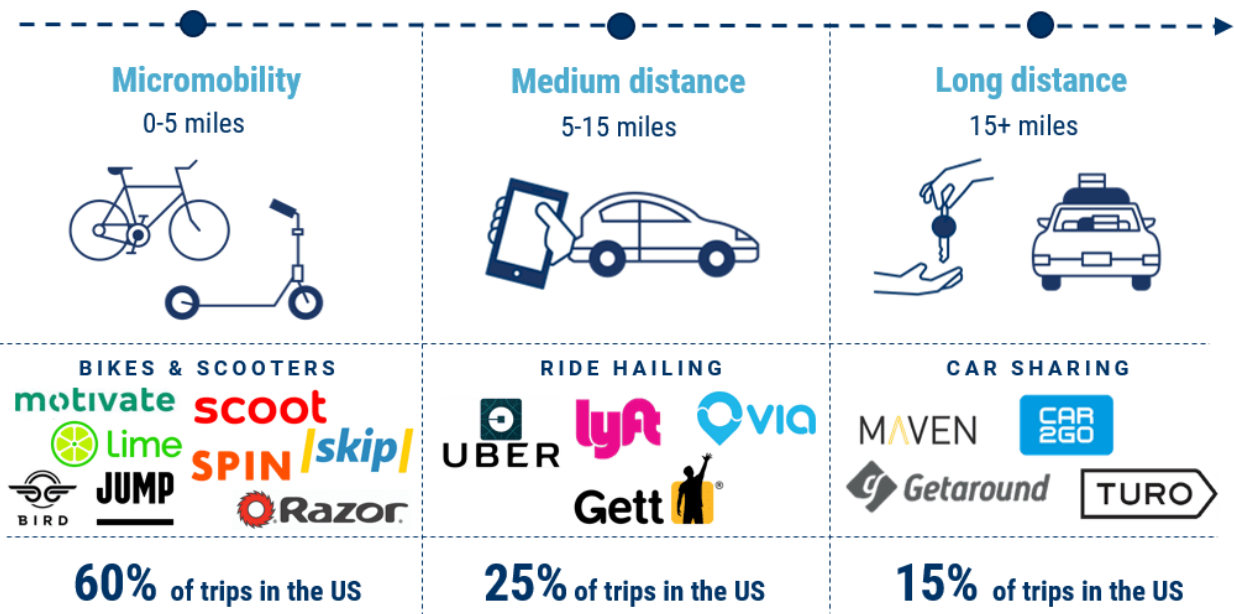 Micromobility
0-5 miles
Medium distance
5-15 miles
Long distance
15+ miles
BIKES & SCOOTERS
motivate
scoot
Lime
SPIN
skip
BIRD
JUMP
Razor
RIDE HAILING
UBER
lyft
via
Gett®
CAR SHARING
MAVEN
CAR
2GO
Getaround
TURO
60% of trips in the US
25% of trips in the US
15% of trips in the US